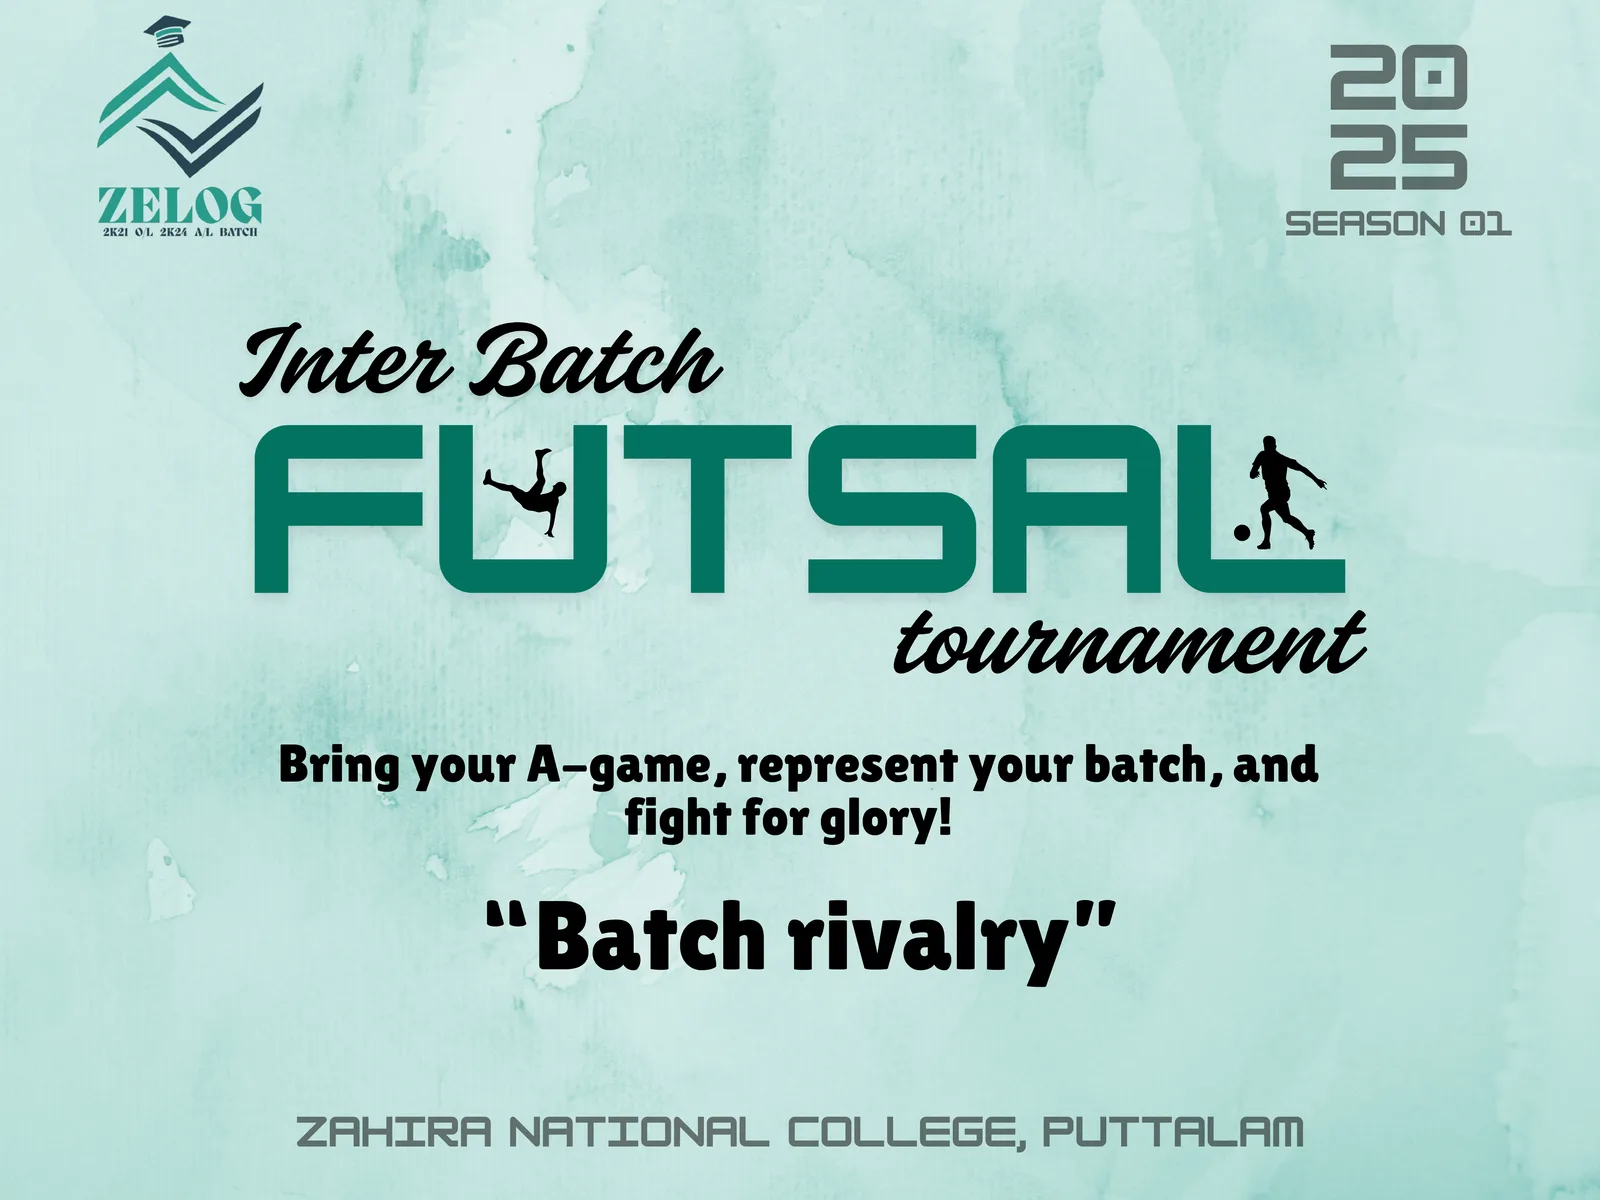 ZELOG
2K21 O/L 2K24 A/L BATCH
20
25
SEASON 01
Inter Batch
FUTSAL
tournament
Bring your A-game, represent your batch, and
fight for glory!
“Batch rivalry”
ZAHIRA NATIONAL COLLEGE, PUTTALAM